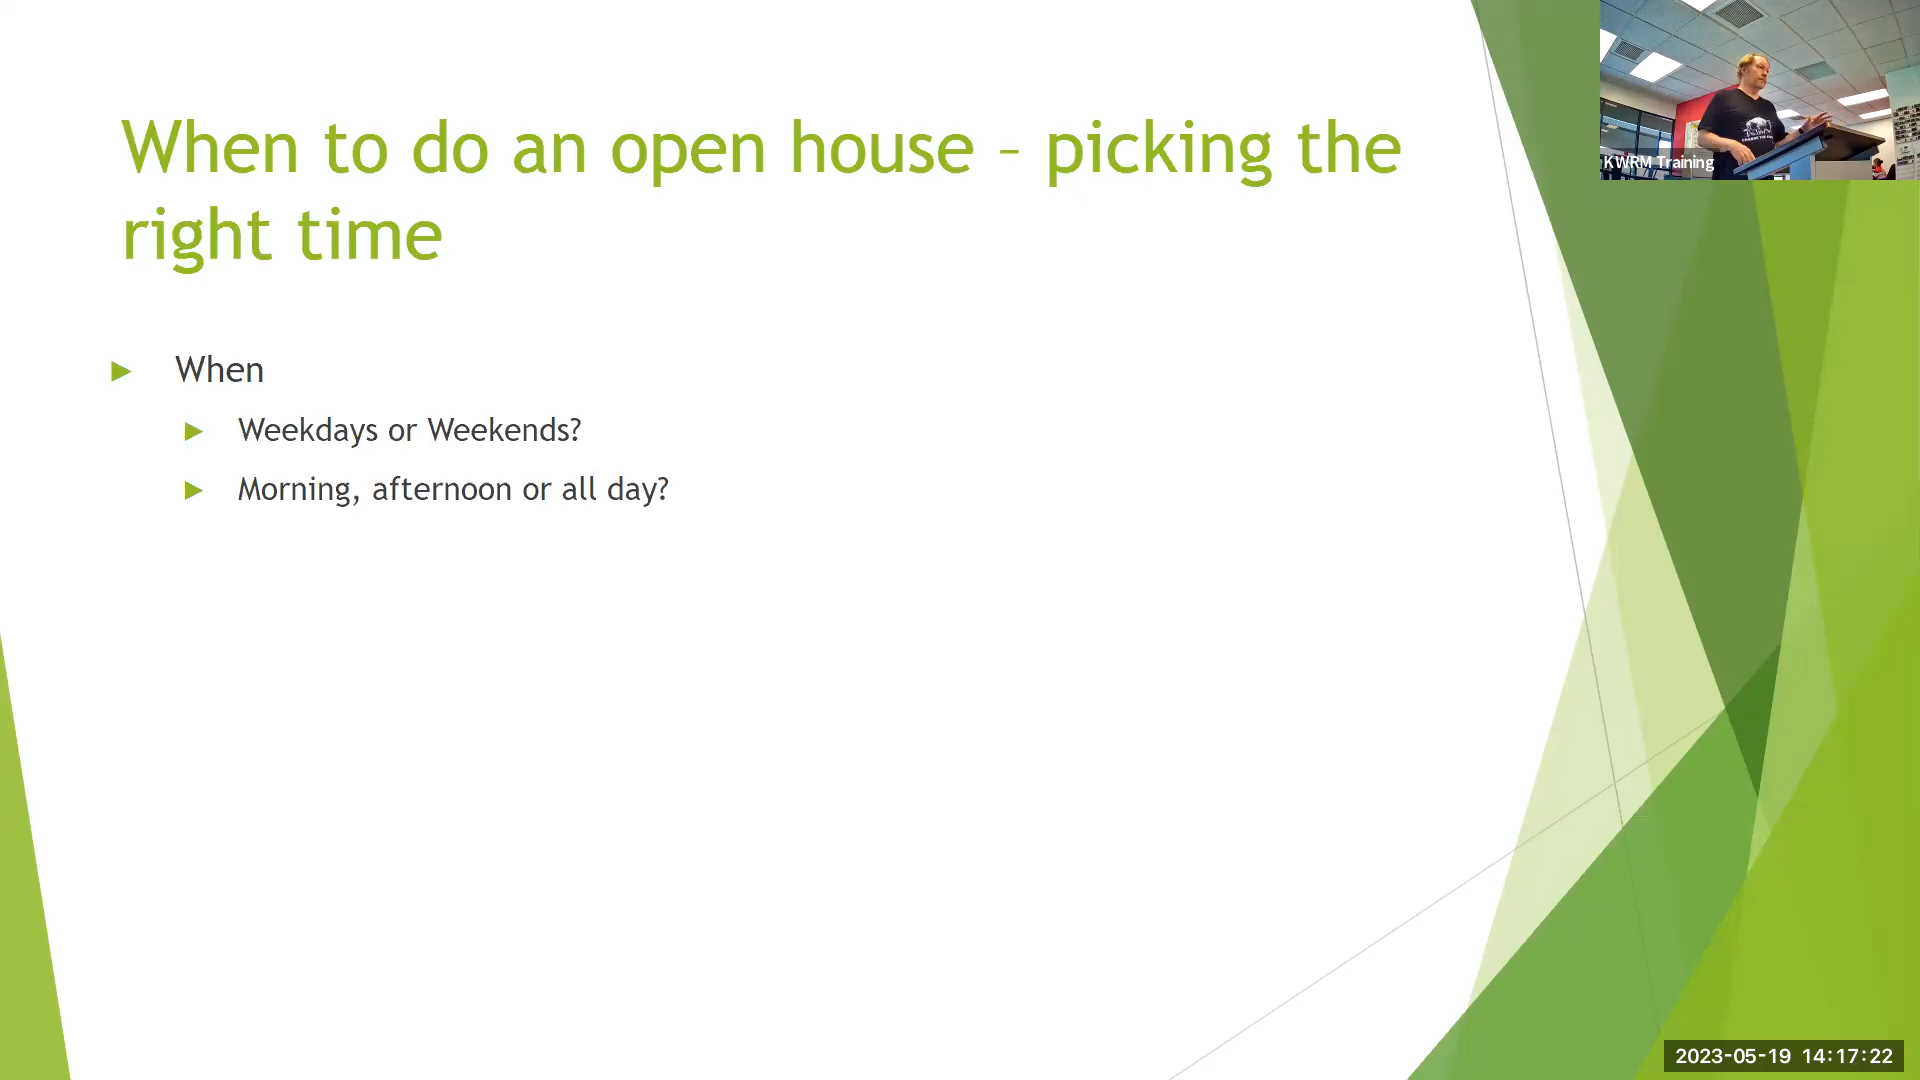 When to do an open house – picking the
right time
When
Weekdays or Weekends?
Morning, afternoon or all day?
KWRM Training
2023-05-19 14:17:22